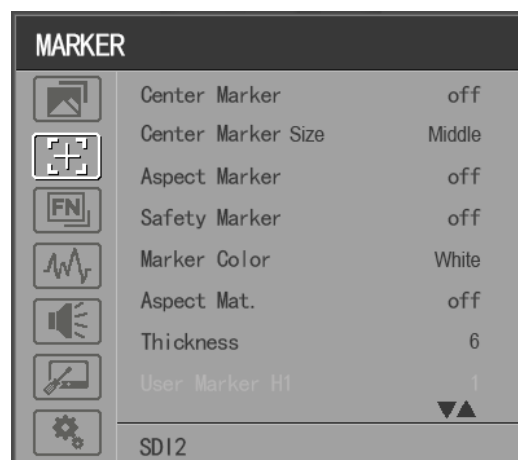 MARKER
Center Marker off
Center Marker Size Middle
Aspect Marker off
FN
Safety Marker off
Marker Color White
Aspect Mat. off
Thickness 6
User Marker H1 1
SDI2